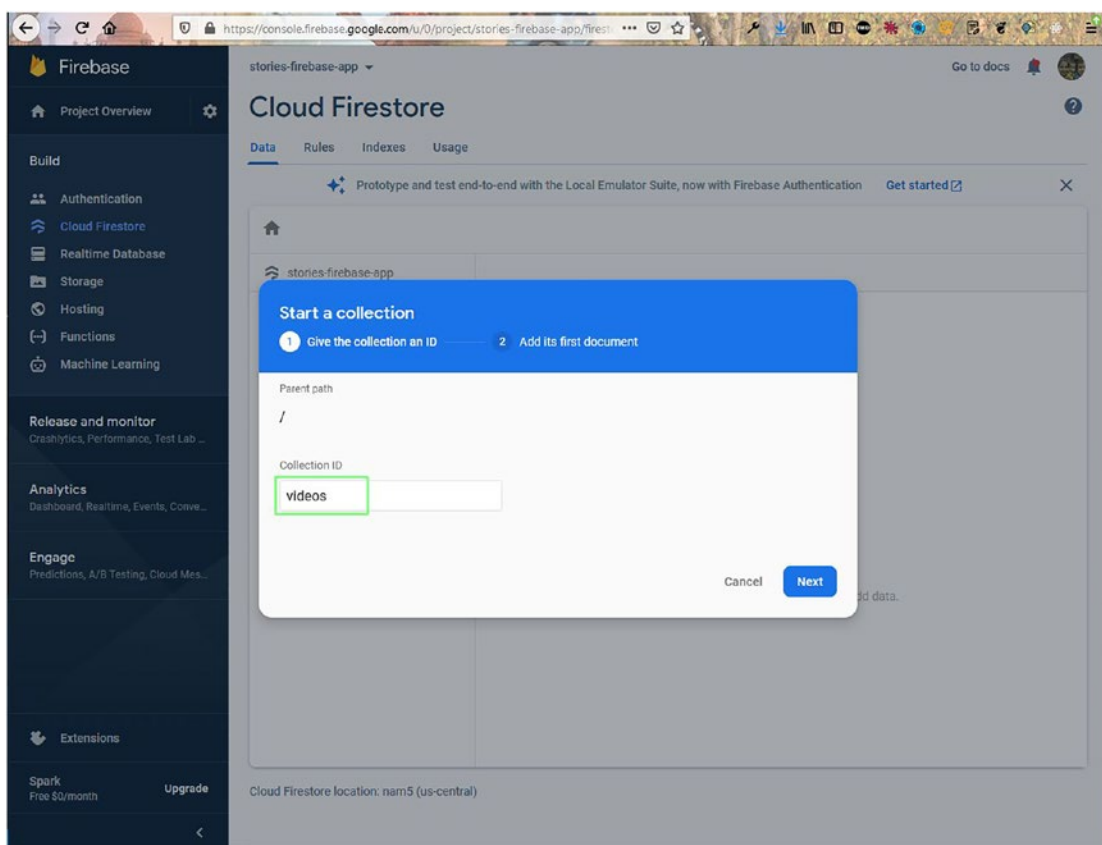 https://console.firebase.google.com/u/0/project/stories-firebase-app/firest
Firebase
stories-firebase-app
Go to docs
Project Overview
Cloud Firestore
Data Rules Indexes Usage
Build
Prototype and test end-to-end with the Local Emulator Suite, now with Firebase Authentication Get started
Authentication
Cloud Firestore
Realtime Database
Storage
Hosting
Functions
Machine Learning
stories-firebase-app
Start a collection
1 Give the collection an ID
2 Add its first document
Parent path
/
Collection ID
videos
Cancel
Next
dd data.
Release and monitor
Crashlytics, Performance, Test Lab ...
Analytics
Dashboard, Realtime, Events, Conve...
Engage
Predictions, A/B Testing, Cloud Mes...
Extensions
Spark
Free $0/month
Upgrade
Cloud Firestore location: nam5 (us-central)